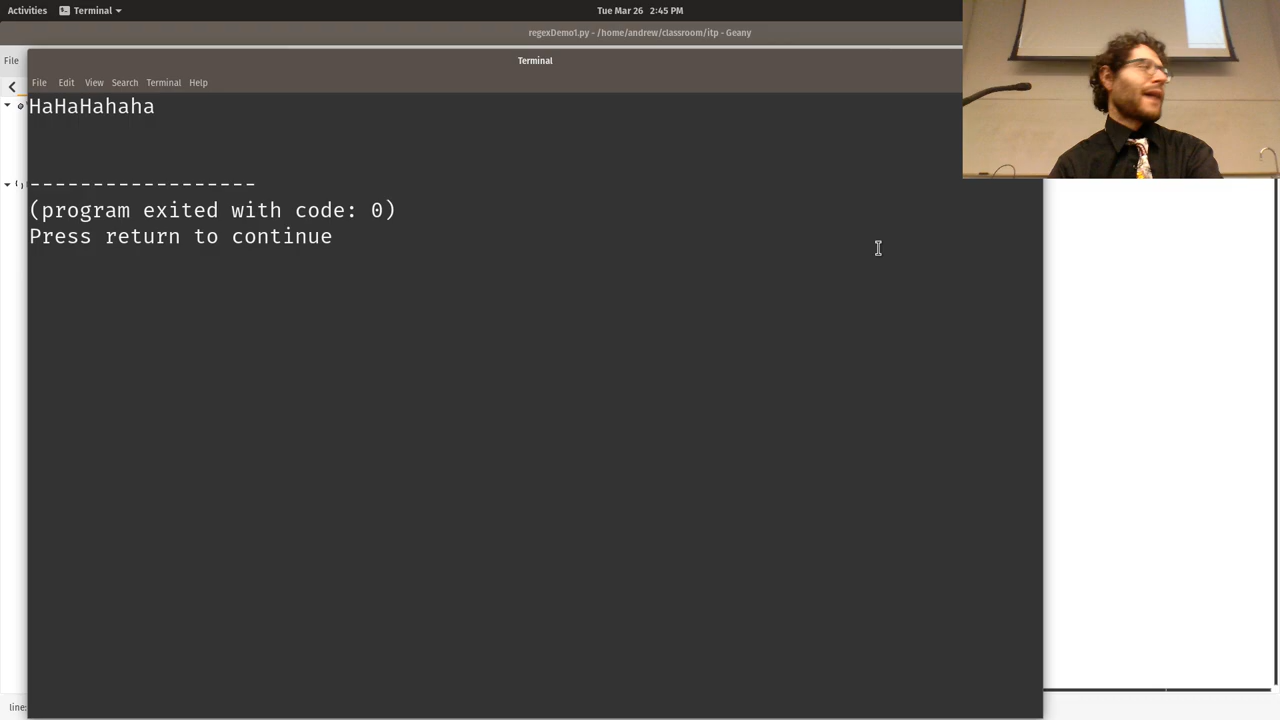 Activities Terminal Tue Mar 26 2:45 PM
regexDemo1.py - /home/andrew/classroom/itp - Geany
File
Terminal
File Edit View Search Terminal Help
HaHaHahaha
------------------
(program exited with code: 0)
Press return to continue
line: